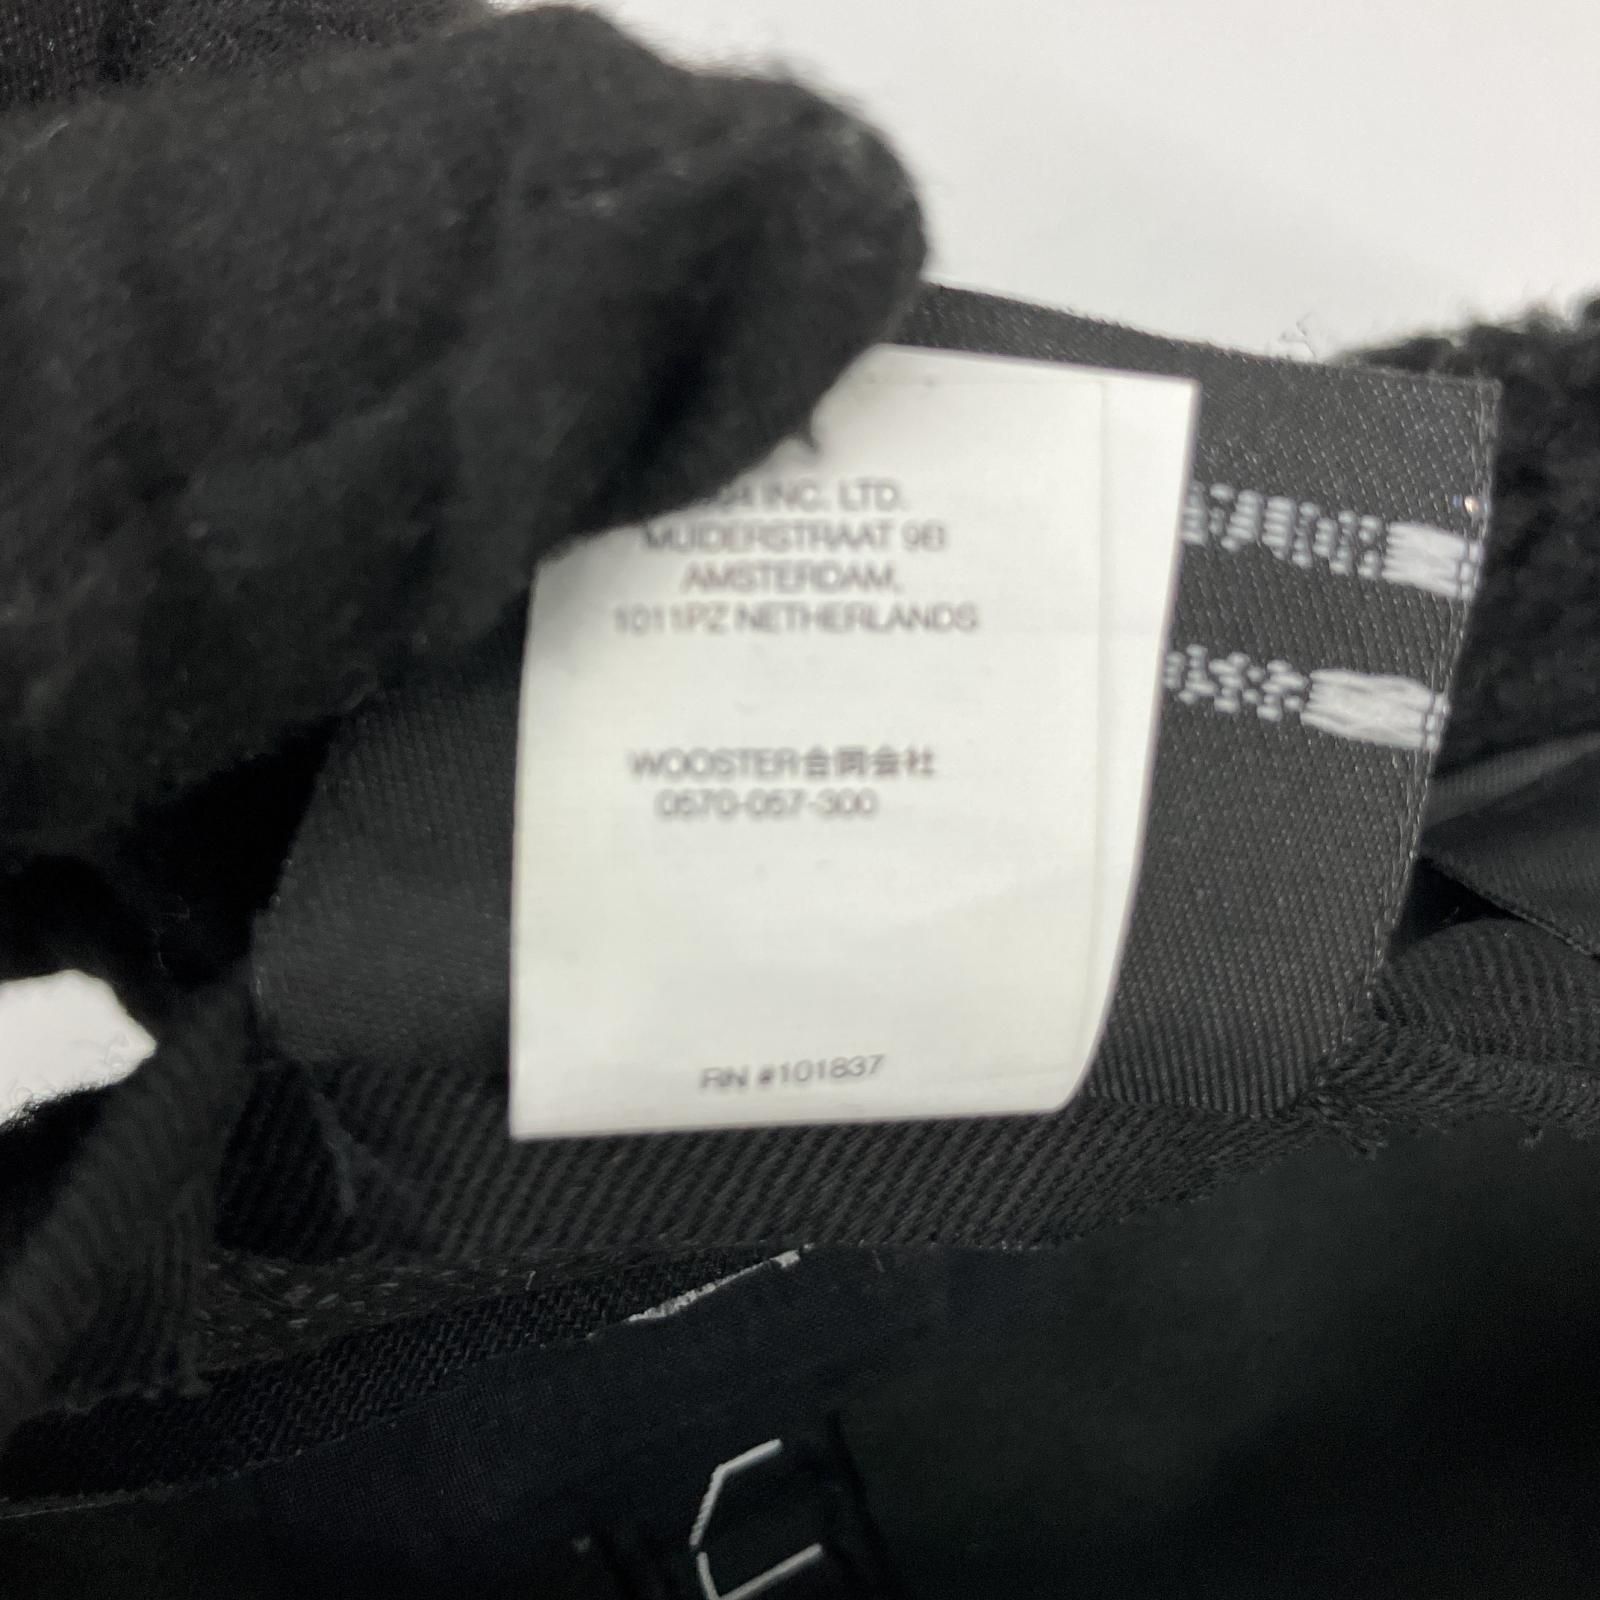 INC. LTD.
MUIDERSTRAAT 9B
AMSTERDAM,
1011PZ NETHERLANDS
WOOSTER合同会社
0570-057-300
RN #101837